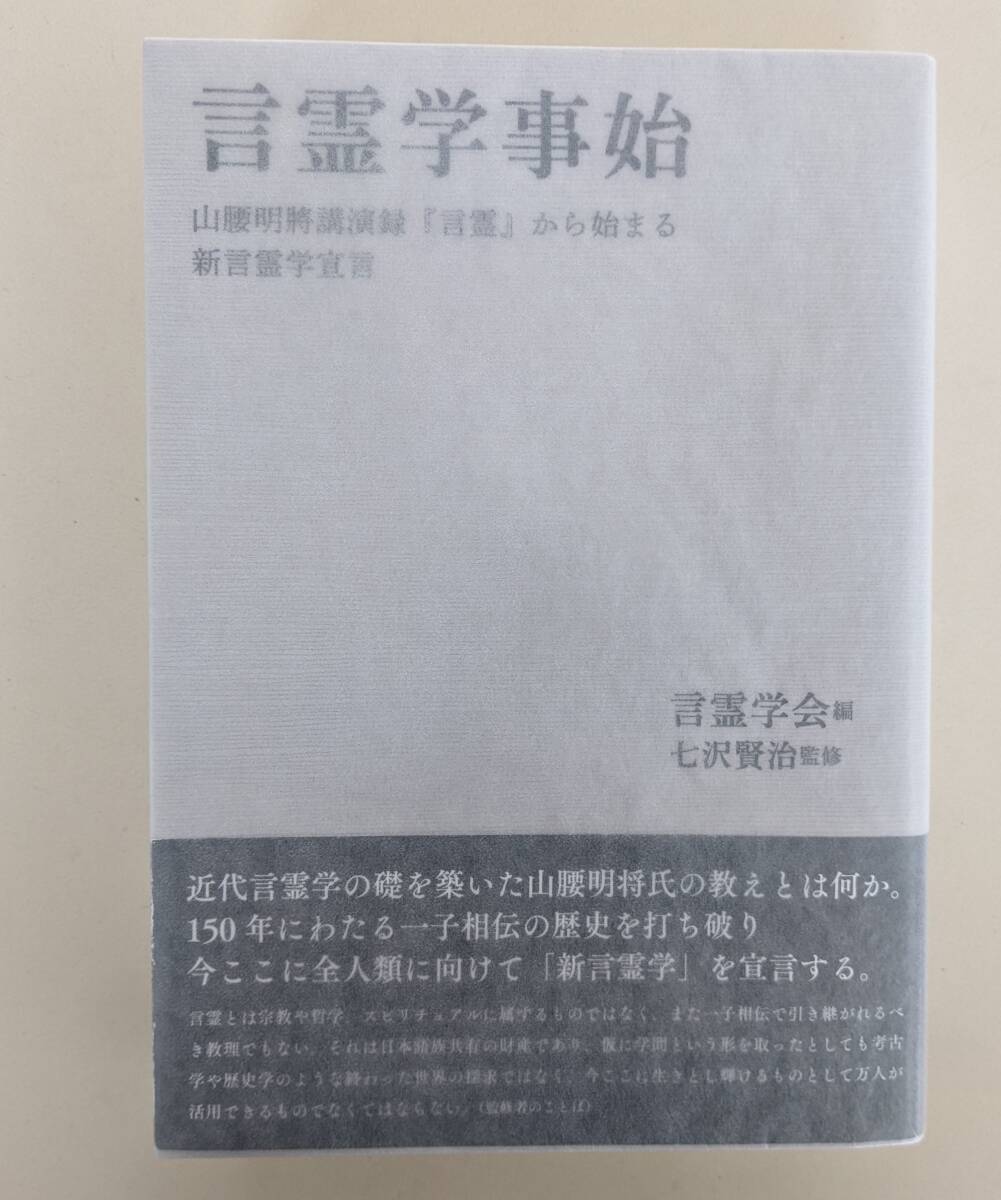 言霊学事始
山腰明將講演録『言霊』から始まる
新言霊学宣言
言霊学会編
七沢賢治監修
近代言霊学の礎を築いた山腰明将氏の教えとは何か。
150年にわたる一子相伝の歴史を打ち破り
今ここに全人類に向けて「新言霊学」を宣言する。
言霊とは宗教や哲学、スピリチュアルに属するものではなく、また一子相伝で引き継がれるべ
き教理でもない。それは日本諸族共有の財産であり、仮に学問という形を取ったとしても考古
学や歴史学のような終わった世界の探求ではなく、今ここに生きとし輝けるものとして万人が
活用できるものでなくてはならない。(監修者のことば)